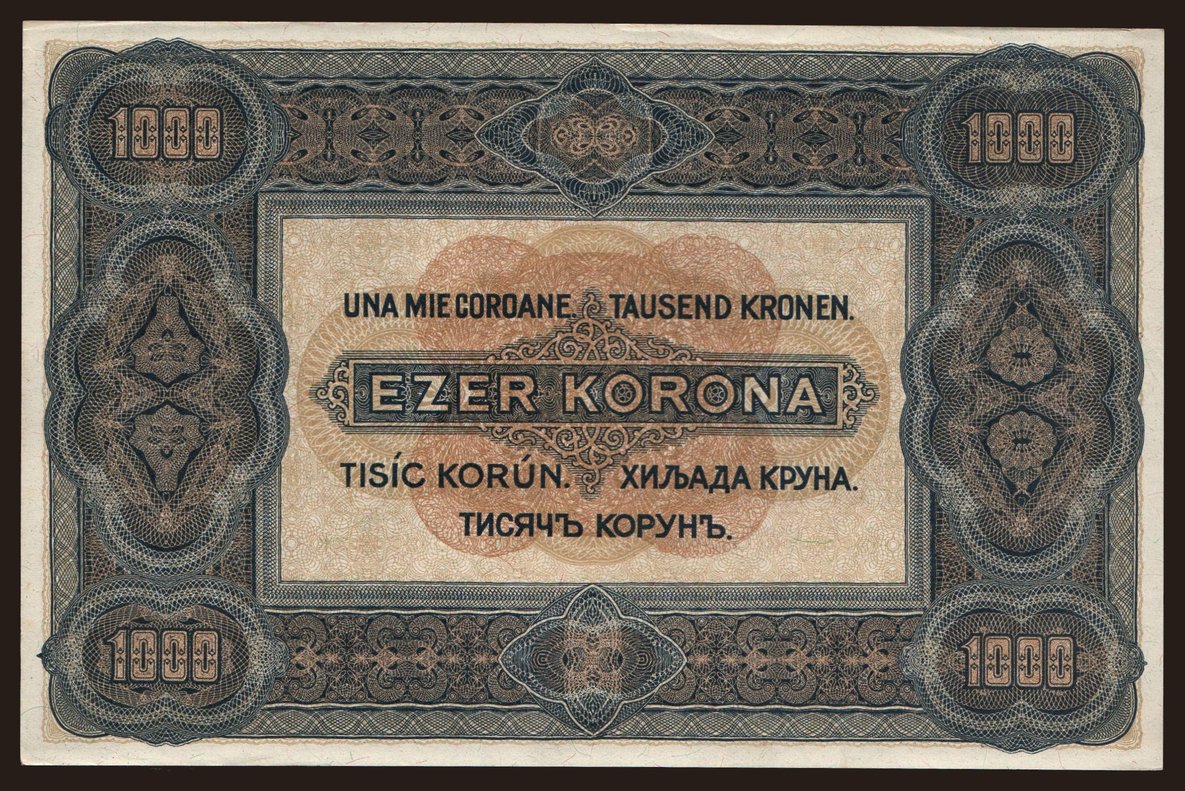 1000 1000
UNA MIE COROANE. TAUSEND KRONEN.
EZER KORONA
TISÍC KORÚN. ХИЉАДА КРУНА.
ТИСЯЧЪ КОРУНЪ.
1000 1000